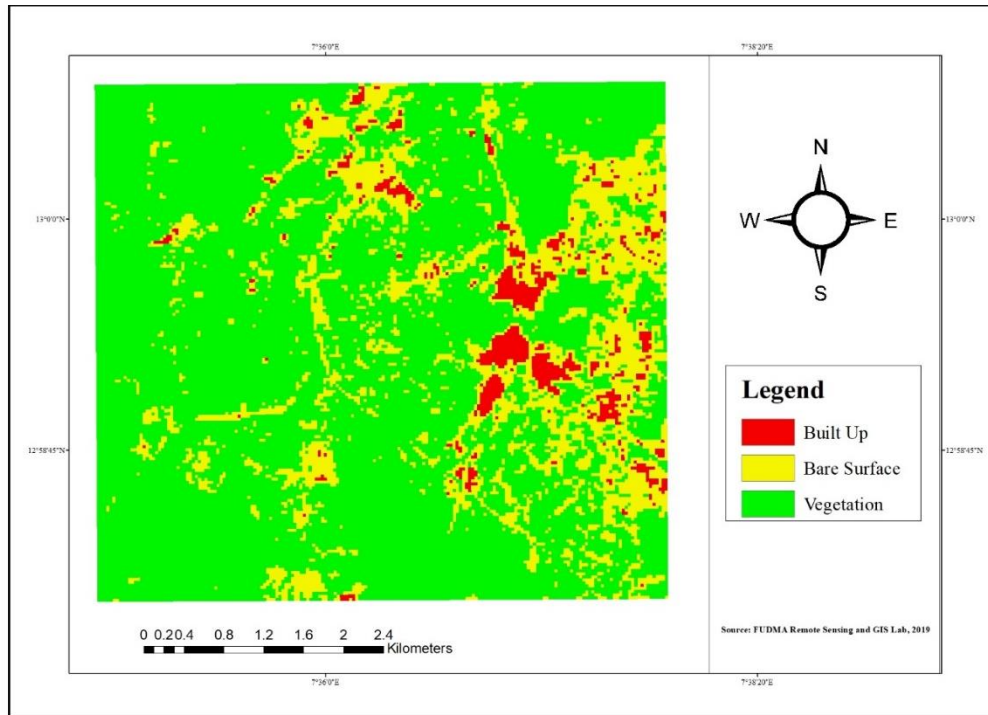 7°36'0"E 7°38'20"E
N
13°0'0"N W E 13°0'0"N
S
Legend
Built Up
12°58'45"N Bare Surface 12°58'45"N
Vegetation
Source: FUDMA Remote Sensing and GIS Lab, 2019
0 0.20.4 0.8 1.2 1.6 2 2.4
Kilometers
7°36'0"E 7°38'20"E